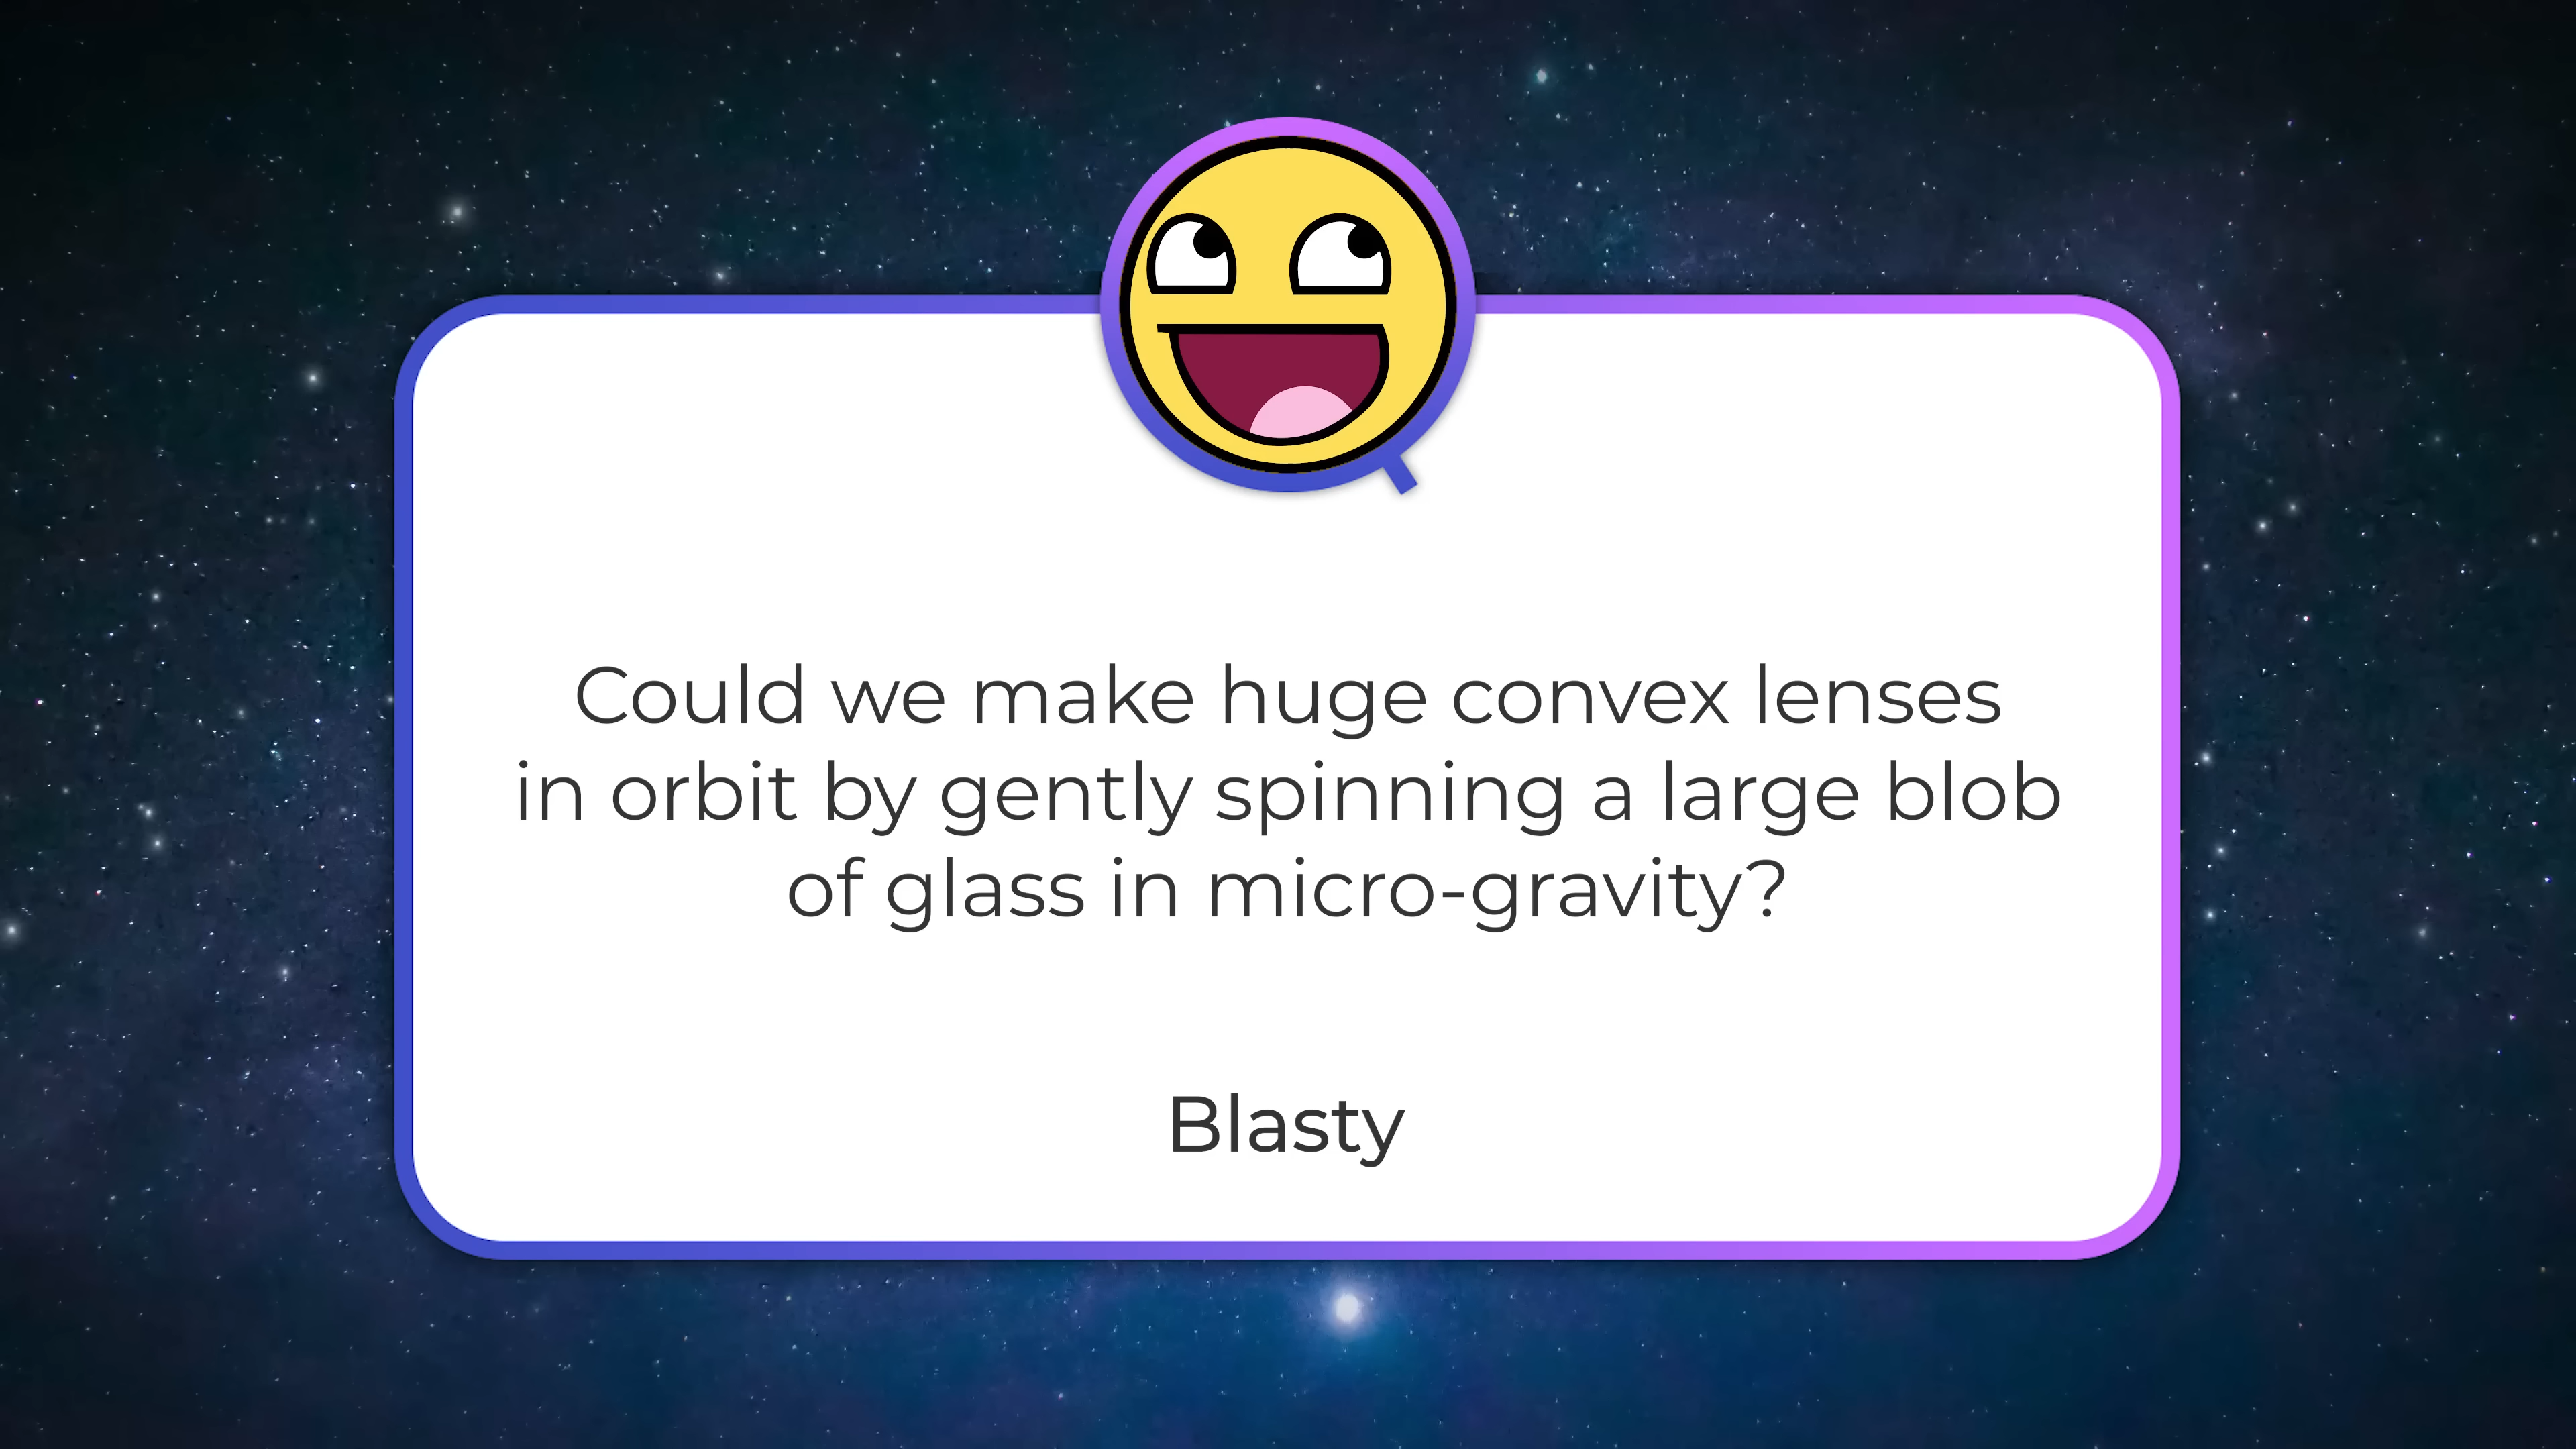 Could we make huge convex lenses
in orbit by gently spinning a large blob
of glass in micro-gravity?
Blasty